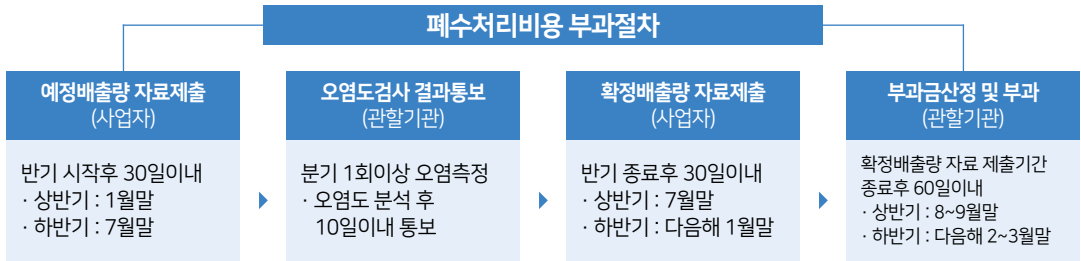 폐수처리비용 부과절차
예정배출량 자료제출
(사업자)
반기 시작후 30일이내
· 상반기 : 1월말
· 하반기 : 7월말
오염도검사 결과통보
(관할기관)
분기 1회이상 오염측정
· 오염도 분석 후
10일이내 통보
확정배출량 자료제출
(사업자)
반기 종료후 30일이내
· 상반기 : 7월말
· 하반기 : 다음해 1월말
부과금산정 및 부과
(관할기관)
확정배출량 자료 제출기간
종료후 60일이내
· 상반기 : 8~9월말
· 하반기 : 다음해 2~3월말